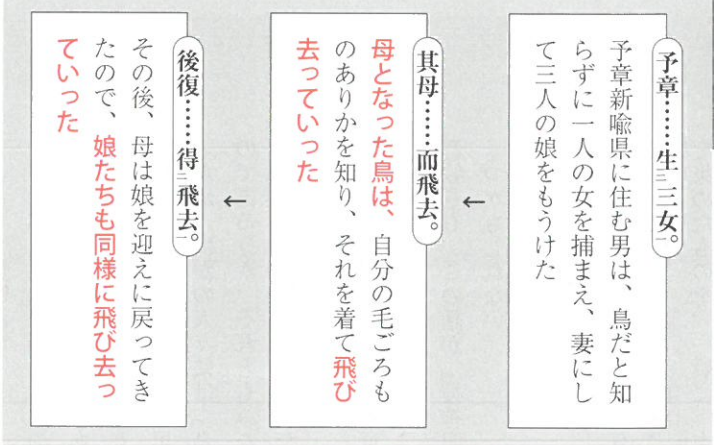 予章……生㆓三女㆒。
予章新喩県に住む男は、鳥だと知
らずに一人の女を捕まえ、妻にし
て三人の娘をもうけた
←
其母……而飛去。
母となった鳥は、自分の毛ごろも
のありかを知り、それを着て飛び
去っていった
←
後復……得㆓飛去㆒。
その後、母は娘を迎えに戻ってき
たので、娘たちも同様に飛び去っ
ていった